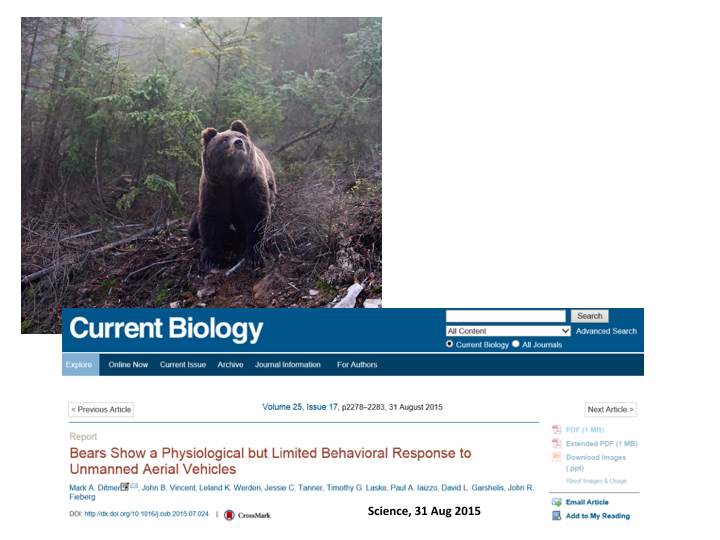 Current Biology
Search
All Content
Advanced Search
Current Biology All Journals
Explore Online Now Current Issue Archive Journal Information For Authors
< Previous Article
Volume 25, Issue 17, p2278–2283, 31 August 2015
Next Article >
Report
Bears Show a Physiological but Limited Behavioral Response to
Unmanned Aerial Vehicles
Mark A. Ditmer, John B. Vincent, Leland K. Werden, Jessie C. Tanner, Timothy G. Laske, Paul A. Iaizzo, David L. Garshelis, John R.
Fieberg
DOI: http://dx.doi.org/10.1016/j.cub.2015.07.024 | CrossMark
PDF (1 MB)
Extended PDF (1 MB)
Download Images
(.ppt)
About Images & Usage
Email Article
Add to My Reading
Science, 31 Aug 2015